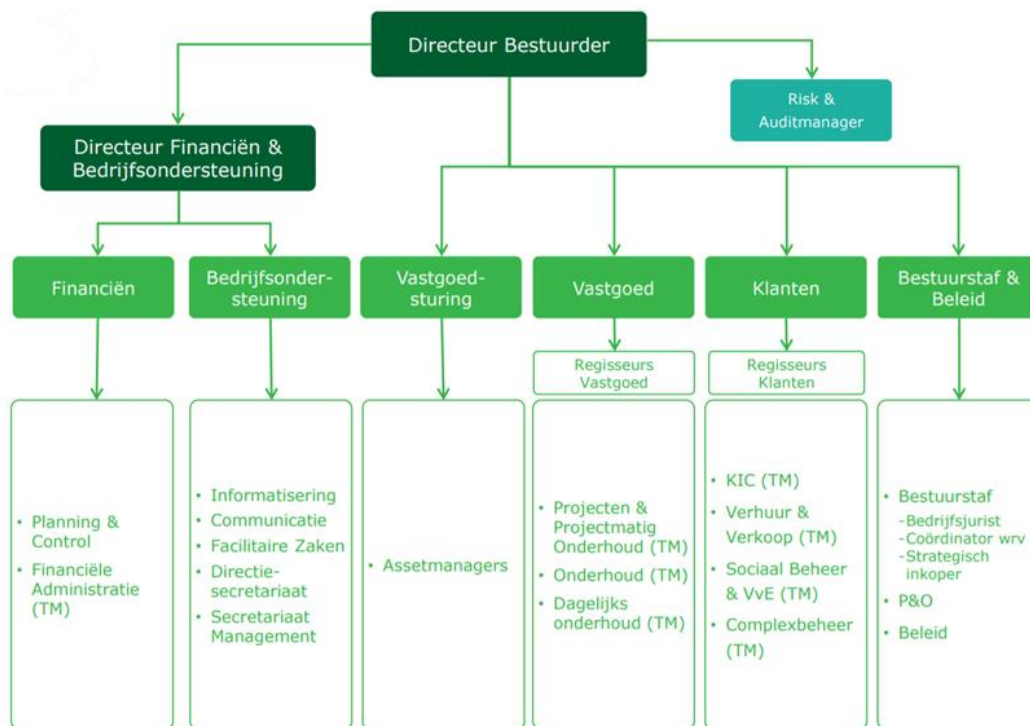 Directeur Bestuurder
Risk &
Auditmanager
Directeur Financiën &
Bedrijfsondersteuning
Financiën
Bedrijfsonder-
steuning
Vastgoed-
sturing
Vastgoed
Klanten
Bestuurstaf &
Beleid
Regisseurs
Vastgoed
Regisseurs
Klanten
• Planning &
Control
• Financiële
Administratie
(TM)
• Informatisering
• Communicatie
• Facilitaire Zaken
• Directie-
secretariaat
• Secretariaat
Management
• Assetmanagers
• Projecten &
Projectmatig
Onderhoud (TM)
• Onderhoud (TM)
• Dagelijks
onderhoud (TM)
• KIC (TM)
• Verhuur &
Verkoop (TM)
• Sociaal Beheer
& VvE (TM)
• Complexbeheer
(TM)
• Bestuurstaf
-Bedrijfsjurist
-Coördinator wrv
-Strategisch
inkoper
• P&O
• Beleid